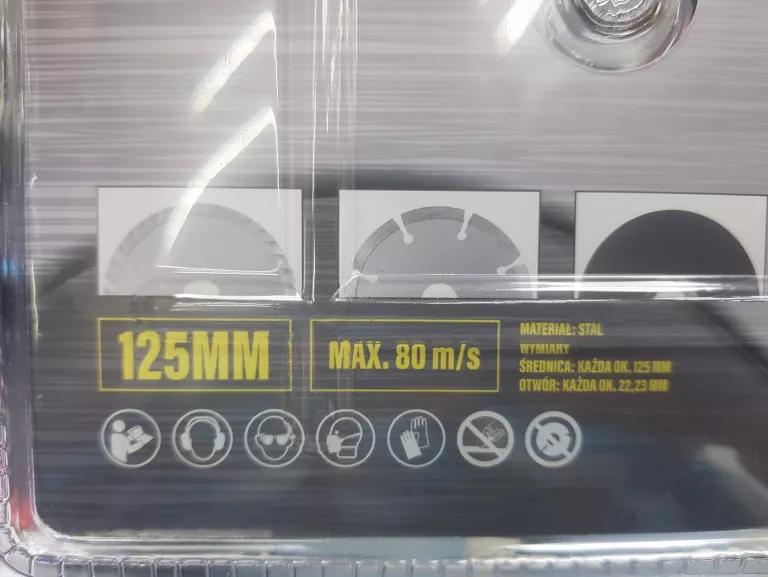 125MM
MAX. 80 m/s
MATERIAŁ: STAL
WYMIARY
ŚREDNICA: KAŻDA OK. 125 MM
OTWÓR: KAŻDA OK. 22,23 MM